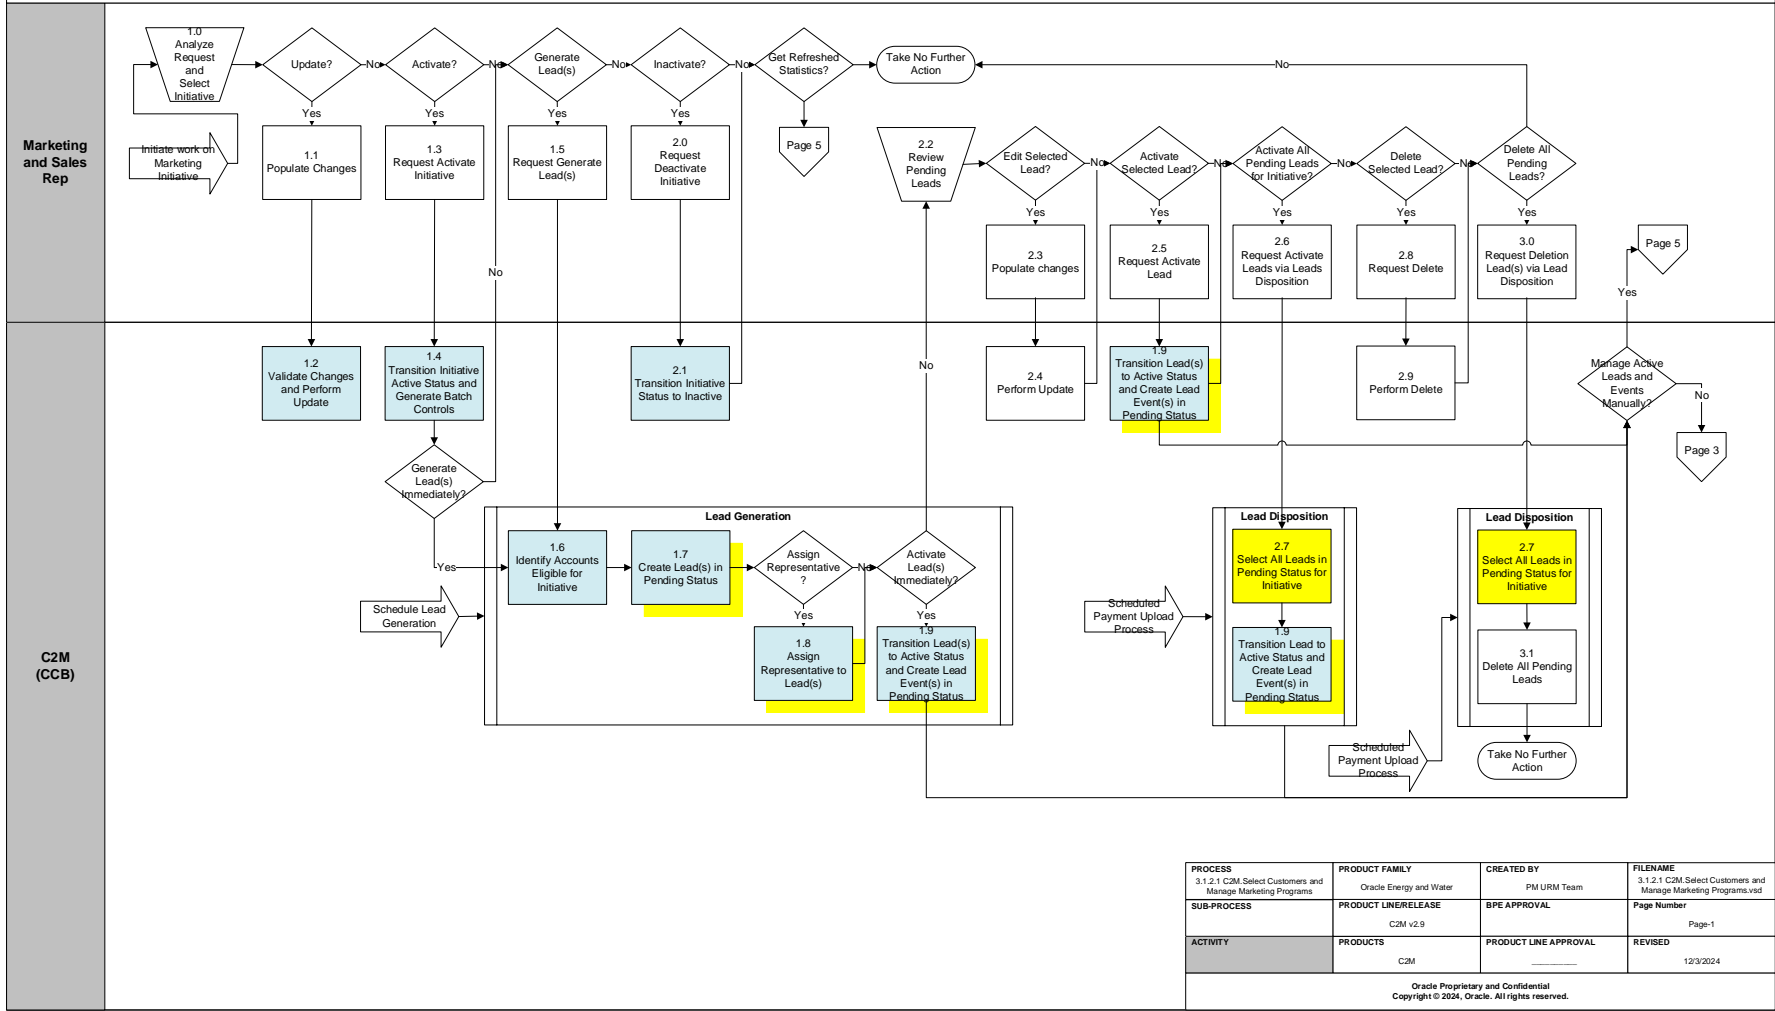 Marketing
and Sales
Rep
1.0
Analyze
Request
and
Select
Initiative
Update?
No
Activate?
No
Generate
Lead(s)
No
Inactivate?
No
Get Refreshed
Statistics?
Take No Further
Action
No
Yes
Yes
Yes
Yes
Initiate work on
Marketing
Initiative
1.1
Populate Changes
1.3
Request Activate
Initiative
1.5
Request Generate
Lead(s)
2.0
Request
Deactivate
Initiative
Page 5
2.2
Review
Pending
Leads
Edit Selected
Lead?
No
Activate
Selected Lead?
No
Activate All
Pending Leads
for Initiative?
No
Delete
Selected Lead?
No
Delete All
Pending
Leads?
Yes
Yes
Yes
Yes
Yes
2.3
Populate changes
2.5
Request Activate
Lead
2.6
Request Activate
Leads via Leads
Disposition
2.8
Request Delete
3.0
Request Deletion
Lead(s) via Lead
Disposition
Page 5
No
Yes
C2M
(CCB)
1.2
Validate Changes
and Perform
Update
1.4
Transition Initiative
Active Status and
Generate Batch
Controls
2.1
Transition Initiative
Status to Inactive
No
2.4
Perform Update
1.9
Transition Lead(s)
to Active Status
and Create Lead
Event(s) in
Pending Status
2.9
Perform Delete
Manage Active
Leads and
Events
Manually?
No
Page 3
Generate
Lead(s)
Immediately?
Yes
Lead Generation
1.6
Identify Accounts
Eligible for
Initiative
1.7
Create Lead(s) in
Pending Status
Assign
Representative
?
No
Activate
Lead(s)
Immediately?
Yes
Yes
Schedule Lead
Generation
1.8
Assign
Representative to
Lead(s)
1.9
Transition Lead(s)
to Active Status
and Create Lead
Event(s) in
Pending Status
Lead Disposition
2.7
Select All Leads in
Pending Status for
Initiative
Scheduled
Payment Upload
Process
1.9
Transition Lead to
Active Status and
Create Lead
Event(s) in
Pending Status
Lead Disposition
2.7
Select All Leads in
Pending Status for
Initiative
3.1
Delete All Pending
Leads
Scheduled
Payment Upload
Process
Take No Further
Action
PROCESS
3.1.2.1 C2M.Select Customers and
Manage Marketing Programs
PRODUCT FAMILY
Oracle Energy and Water
CREATED BY
PM URM Team
FILENAME
3.1.2.1 C2M.Select Customers and
Manage Marketing Programs.vsd
SUB-PROCESS
PRODUCT LINE/RELEASE
C2M v2.9
BPE APPROVAL
Page Number
Page-1
ACTIVITY
PRODUCTS
C2M
PRODUCT LINE APPROVAL
__________
REVISED
12/3/2024
Oracle Proprietary and Confidential
Copyright © 2024, Oracle. All rights reserved.